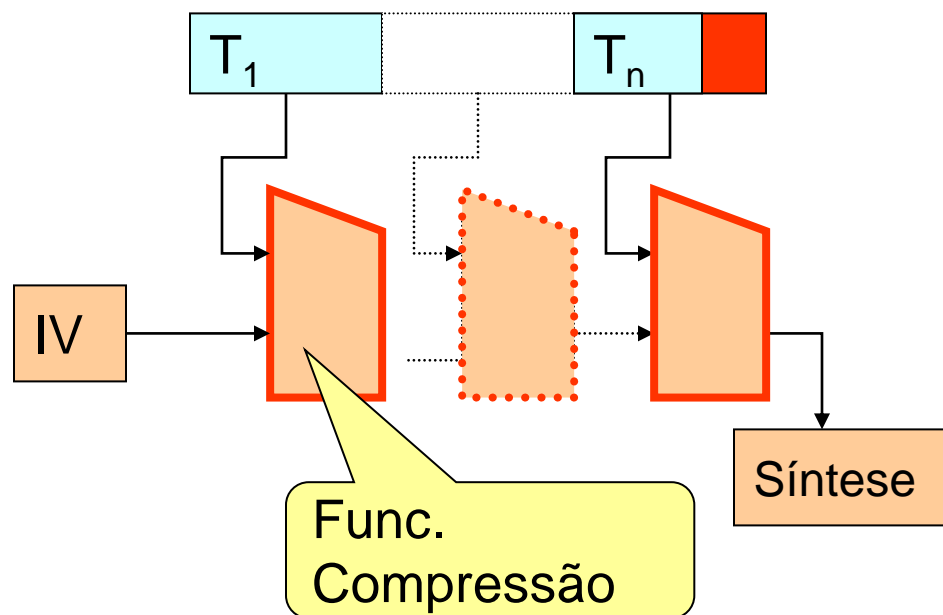 T1
Tn
IV
Síntese
Func.
Compressão